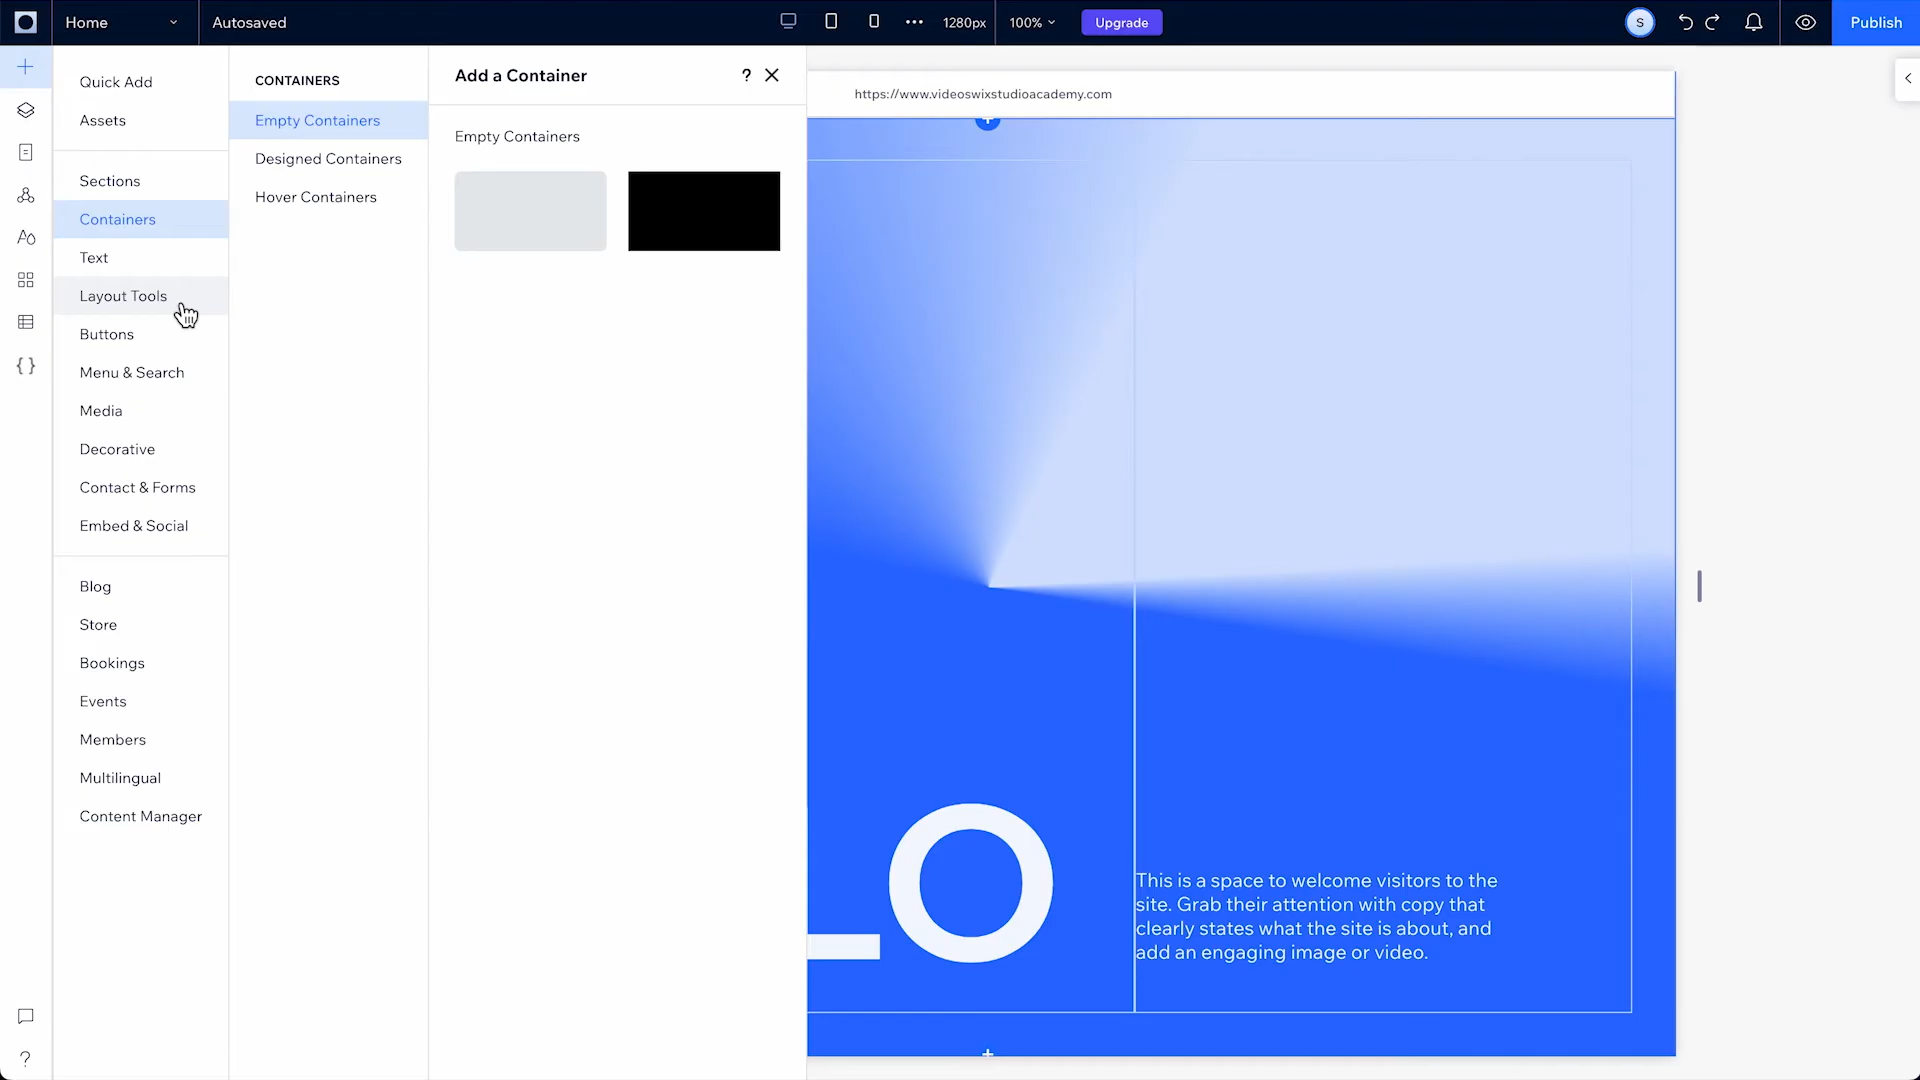 Home
Autosaved
1280px
100%
Upgrade
S
Publish
Quick Add
Assets
Sections
Containers
Text
Layout Tools
Buttons
Menu & Search
Media
Decorative
Contact & Forms
Embed & Social
Blog
Store
Bookings
Events
Members
Multilingual
Content Manager
?
CONTAINERS
Empty Containers
Designed Containers
Hover Containers
Add a Container
?
Empty Containers
https://www.videoswixstudioacademy.com
LO
This is a space to welcome visitors to the
site. Grab their attention with copy that
clearly states what the site is about, and
add an engaging image or video.